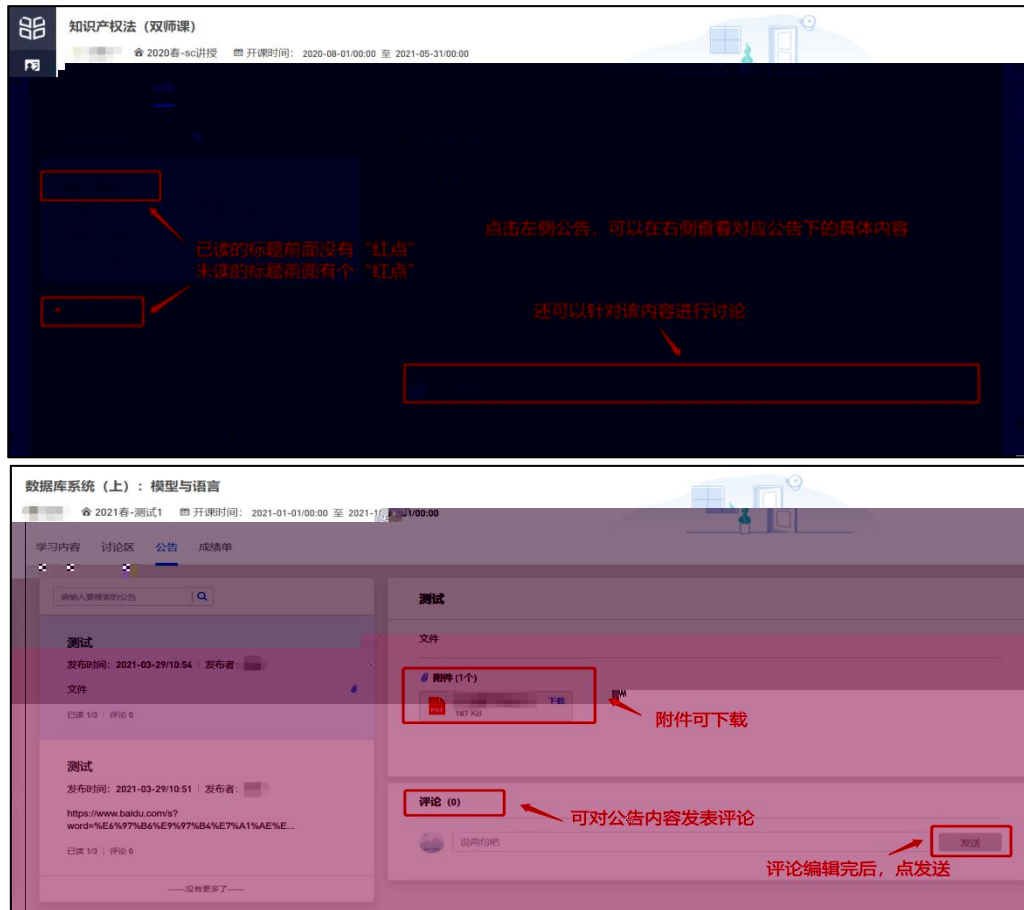 知识产权法（双师课）
2020春-sc讲授 开课时间： 2020-08-01/00:00 至 2021-05-31/00:00
点击左侧公告，可以在右侧查看对应公告下的具体内容
已读的标题前面没有“红点”
未读的标题前面有个“红点”
还可以针对该内容进行讨论
数据库系统（上）：模型与语言
2021春-测试1 开课时间： 2021-01-01/00:00 至 2021-1 01/00:00
学习内容 讨论区 公告 成绩单
请输入要搜索的公告
测试
发布时间：2021-03-29/10:54 | 发布者：
文件
已读 1/3 | 评论 0
测试
发布时间：2021-03-29/10:51 | 发布者：
https://www.baidu.com/s?
word=%E6%97%B6%E9%97%B4%E7%A1%AE%E...
已读 1/3 | 评论 0
——没有更多了——
测试
文件
附件 (1个)
PDF
下载
187 KB
附件可下载
评论 (0)
可对公告内容发表评论
说两句吧
发送
评论编辑完后，点发送